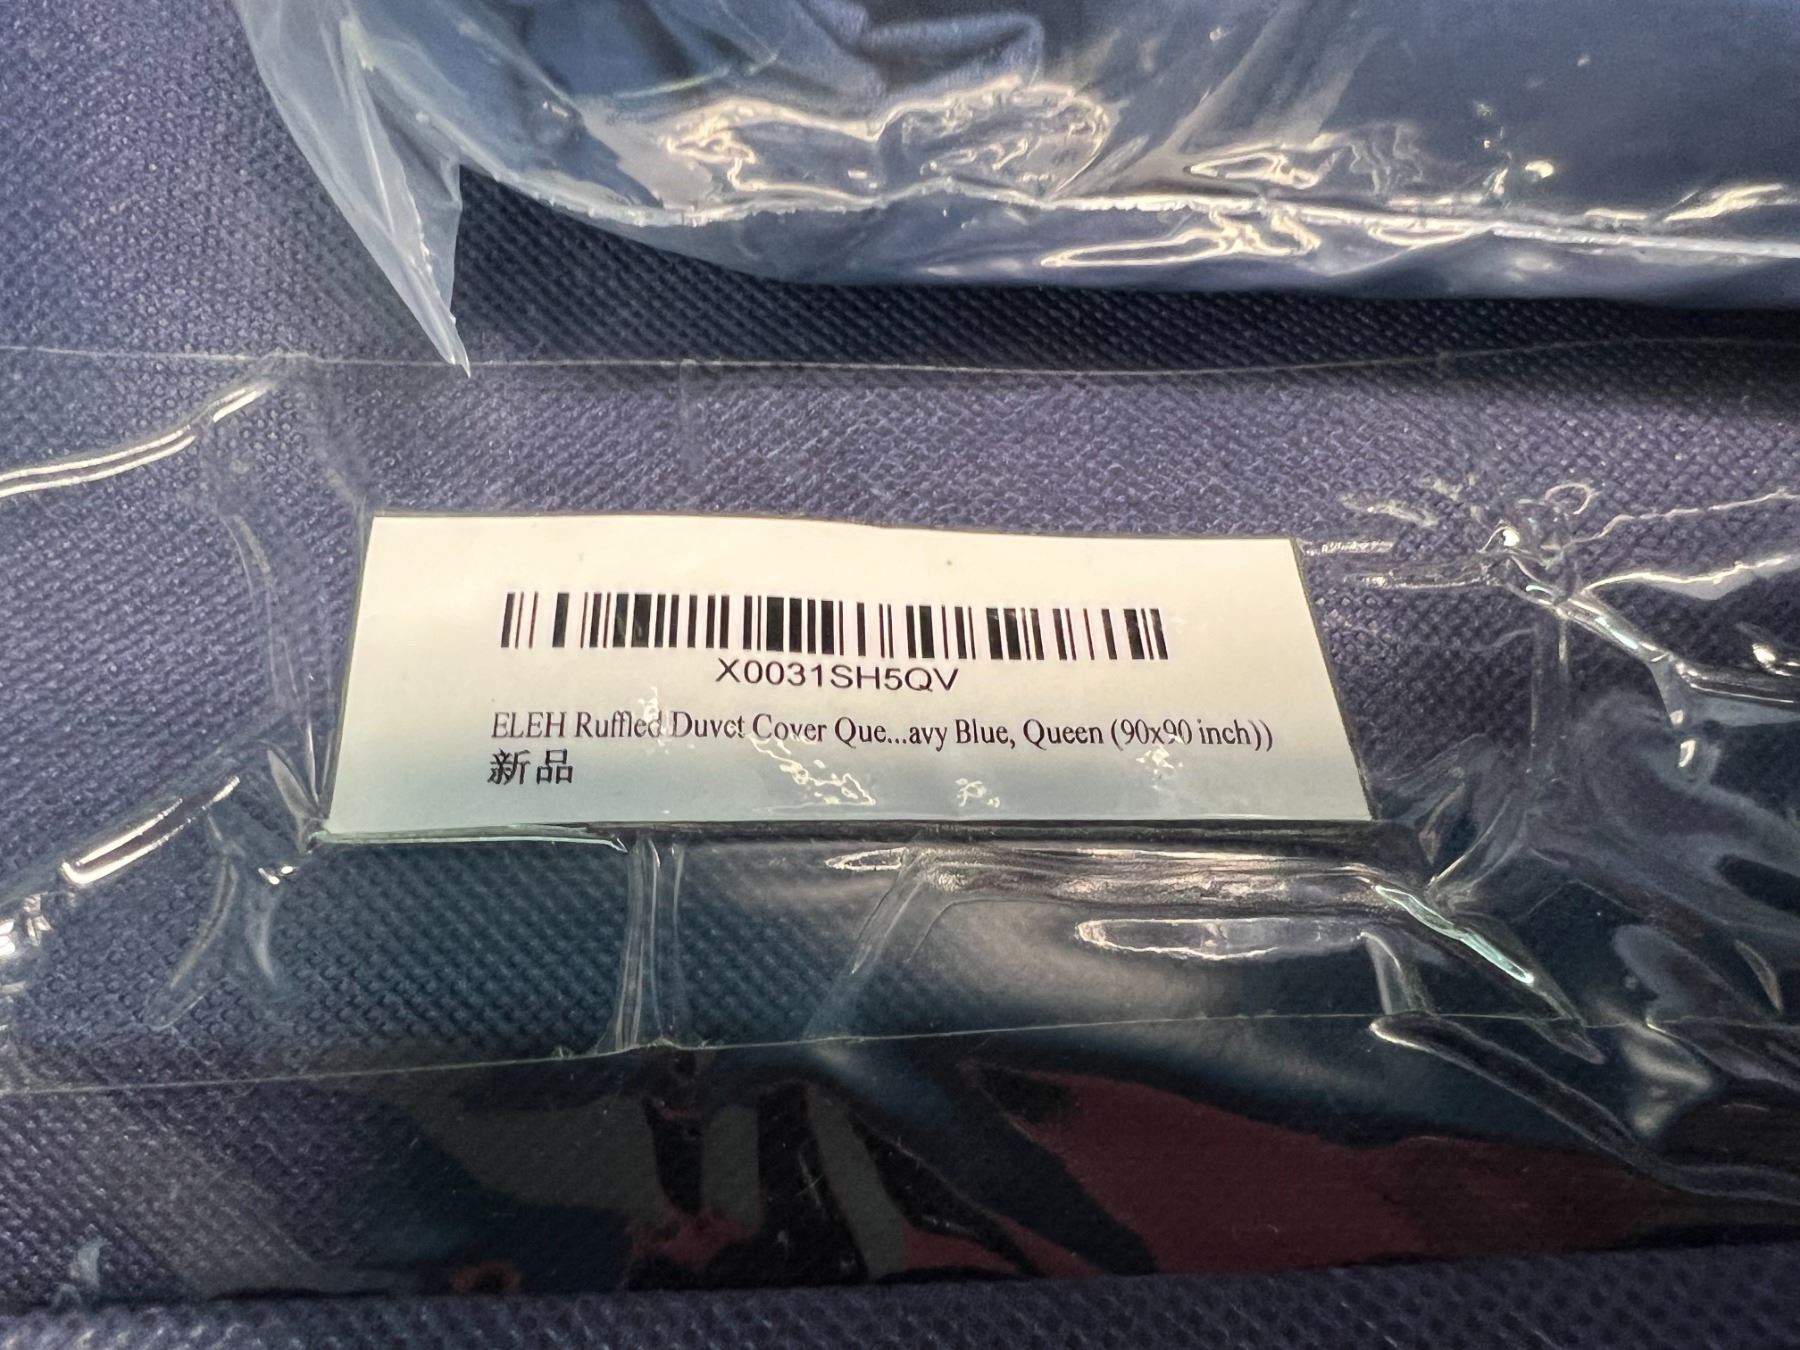 X0031SH5QV
ELEH Ruffled Duvet Cover Que...avy Blue, Queen (90x90 inch))
新品